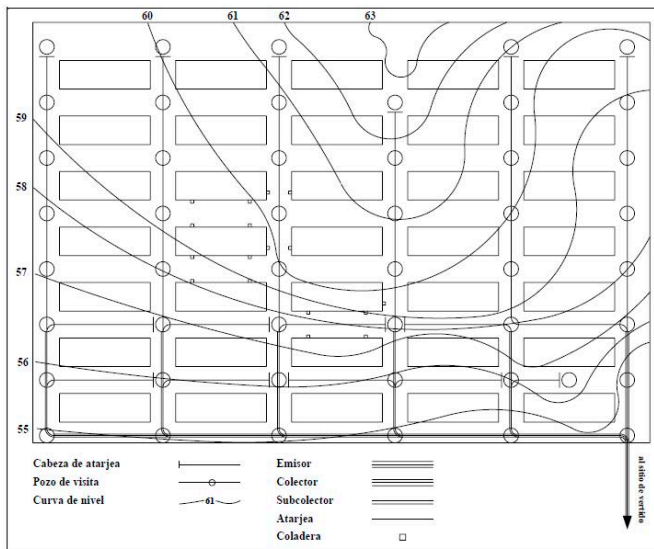 60 61 62 63
59
58
57
56
55
Cabeza de atarjea
Pozo de visita
Curva de nivel
61
Emisor
Colector
Subcolector
Atarjea
Coladera
al sitio de vertido